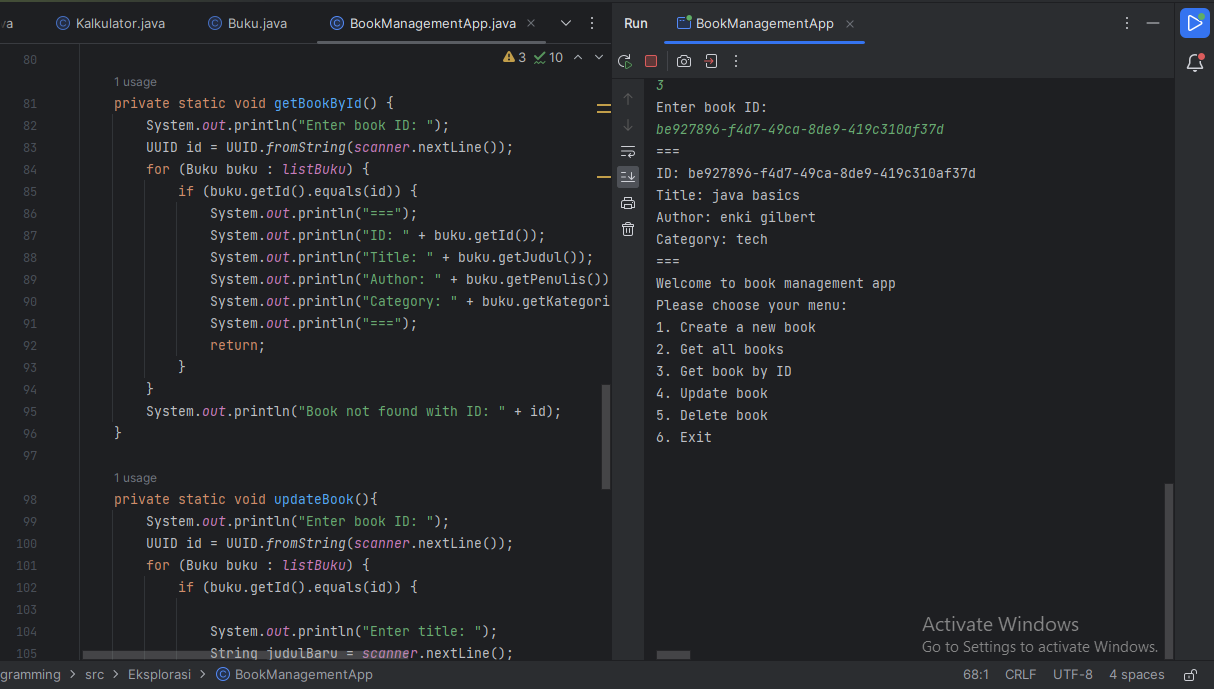 va
Kalkulator.java
Buku.java
BookManagementApp.java
Run
BookManagementApp
3
10
80
1 usage
81 private static void getBookById() {
82 System.out.println("Enter book ID: ");
83 UUID id = UUID.fromString(scanner.nextLine());
84 for (Buku buku : listBuku) {
85 if (buku.getId().equals(id)) {
86 System.out.println("===");
87 System.out.println("ID: " + buku.getId());
88 System.out.println("Title: " + buku.getJudul());
89 System.out.println("Author: " + buku.getPenulis())
90 System.out.println("Category: " + buku.getKategori
91 System.out.println("===");
92 return;
93 }
94 }
95 System.out.println("Book not found with ID: " + id);
96 }
97
1 usage
98 private static void updateBook(){
99 System.out.println("Enter book ID: ");
100 UUID id = UUID.fromString(scanner.nextLine());
101 for (Buku buku : listBuku) {
102 if (buku.getId().equals(id)) {
103
104 System.out.println("Enter title: ");
105 String judulBaru = scanner.nextLine();
3
Enter book ID:
be927896-f4d7-49ca-8de9-419c310af37d
===
ID: be927896-f4d7-49ca-8de9-419c310af37d
Title: java basics
Author: enki gilbert
Category: tech
===
Welcome to book management app
Please choose your menu:
1. Create a new book
2. Get all books
3. Get book by ID
4. Update book
5. Delete book
6. Exit
Activate Windows
Go to Settings to activate Windows.
gramming > src > Eksplorasi > BookManagementApp
68:1 CRLF UTF-8 4 spaces